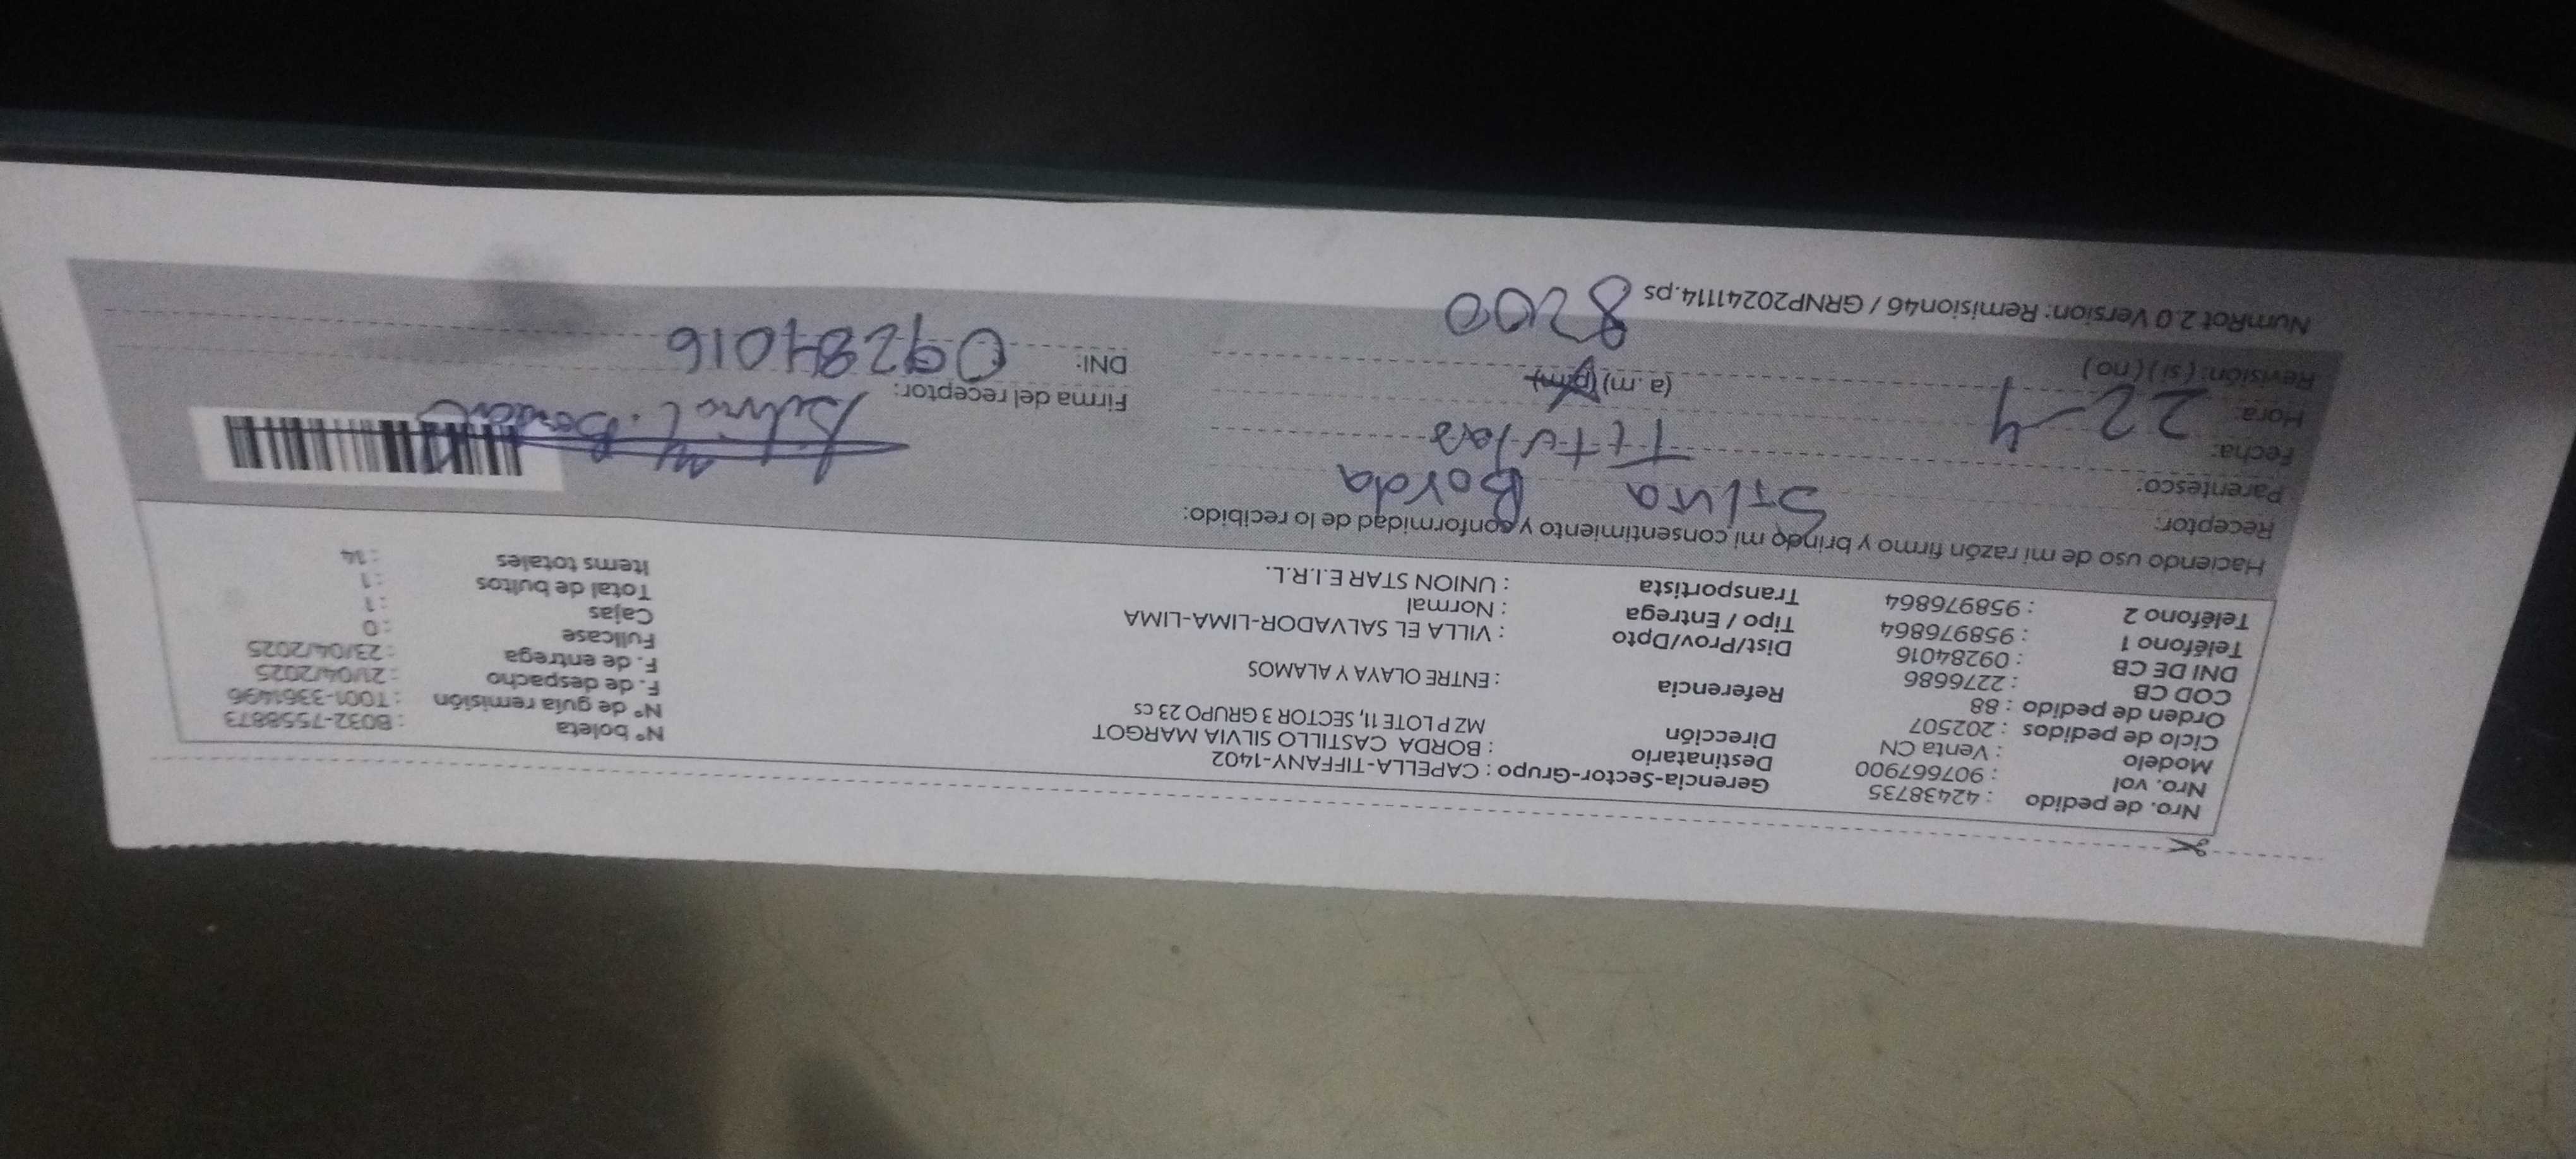 Nro. de pedido : 42438735
Nro. vol : 907667900
Modelo : Venta CN
Ciclo de pedidos : 202507
Orden de pedido : 88
COD CB : 2276686
DNI DE CB : 09284016
Teléfono 1 : 958976864
Teléfono 2 : 958976864
Gerencia-Sector-Grupo : CAPELLA-TIFFANY-1402
Destinatario : BORDA CASTILLO SILVIA MARGOT
Dirección MZ P LOTE 11, SECTOR 3 GRUPO 23 cs
Referencia : ENTRE OLAYA Y ALAMOS
Dist/Prov/Dpto : VILLA EL SALVADOR-LIMA-LIMA
Tipo / Entrega : Normal
Transportista : UNION STAR E.I.R.L.
N° boleta : B032-7558873
N° de guía remisión : T001-3361496
F. de despacho : 21/04/2025
F. de entrega : 23/04/2025
Fullcase : 0
Cajas : 1
Total de bultos : 1
Items totales : 14
Haciendo uso de mi razón firmo y brindo mi consentimiento y conformidad de lo recibido:
Receptor: Silvia Borda
Parentesco: Titular
Fecha: 22-4
Hora: 8200 (a.m) (p.m)
Revisión: (si) (no)
Firma del receptor:
DNI: 09284016
NumRot 2.0 Version: Remision46 / GRNP20241114.ps